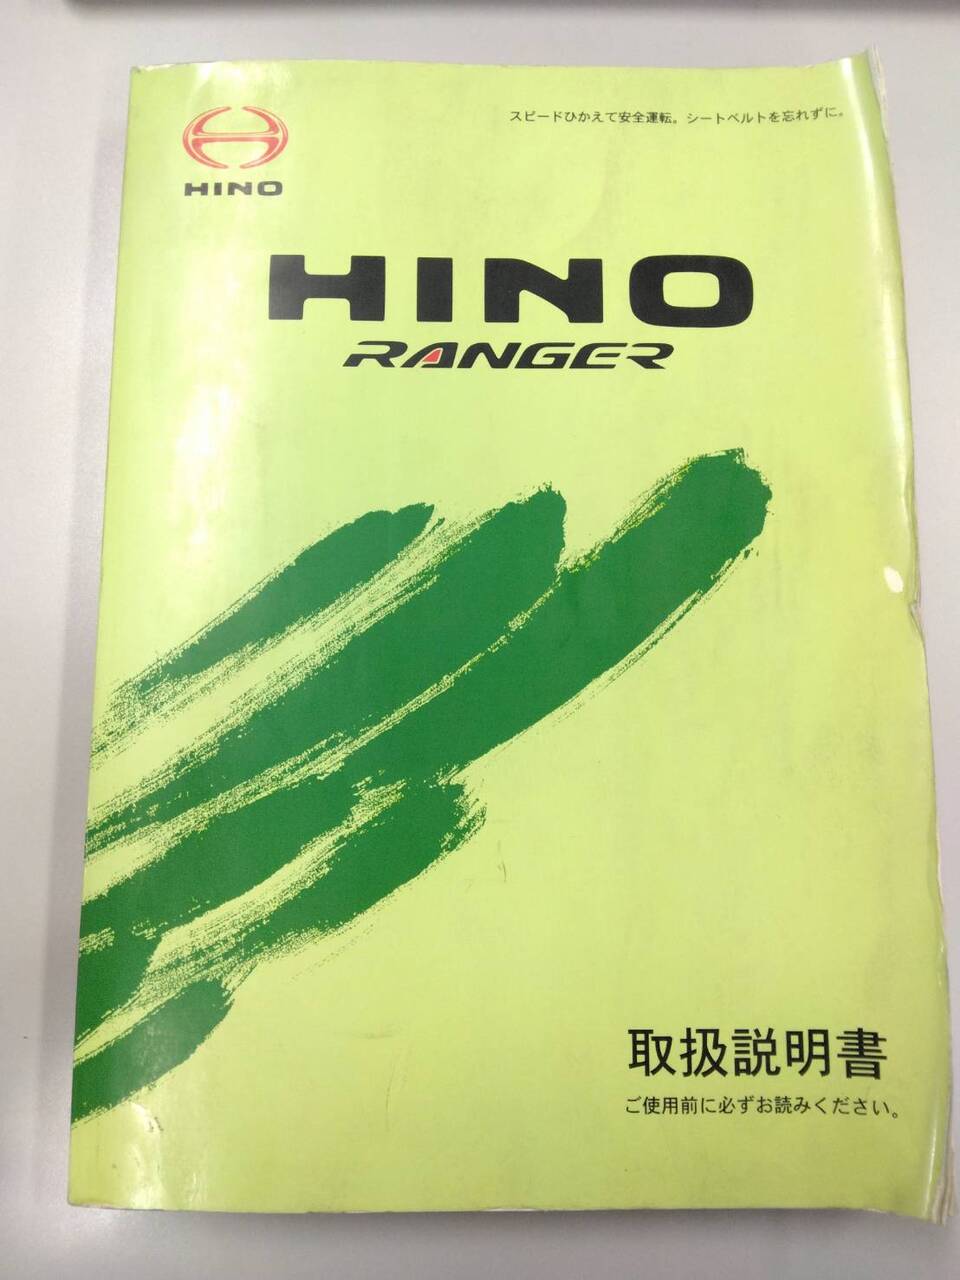 スピードひかえて安全運転。シートベルトを忘れずに。
HINO
HINO
RANGER
取扱説明書
ご使用前に必ずお読みください。